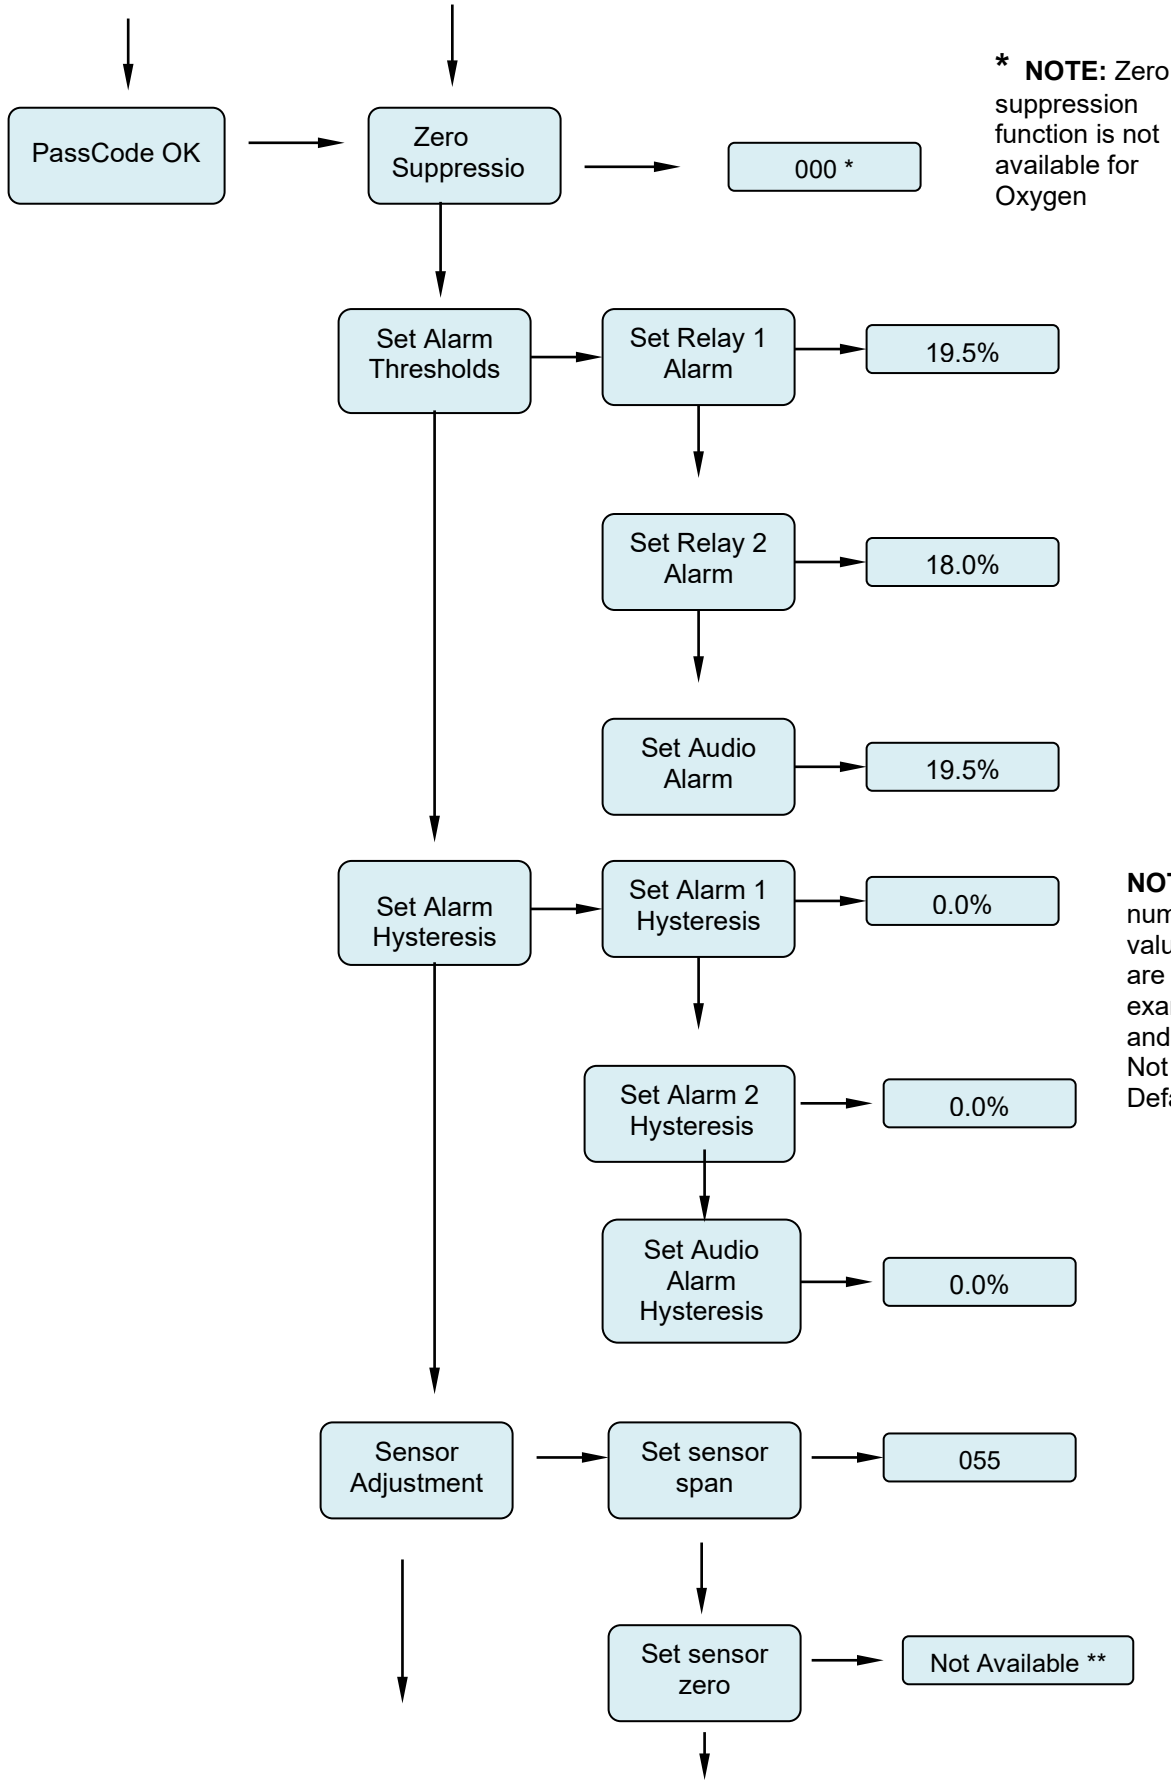 * NOTE: Zero
suppression
function is not
available for
Oxygen
PassCode OK
Zero
Suppressio
000 *
Set Alarm
Thresholds
Set Relay 1
Alarm
19.5%
Set Relay 2
Alarm
18.0%
Set Audio
Alarm
19.5%
Set Alarm
Hysteresis
Set Alarm 1
Hysteresis
0.0%
are
and
Not
Set Alarm 2
Hysteresis
0.0%
Set Audio
Alarm
Hysteresis
0.0%
Sensor
Adjustment
Set sensor
span
055
Set sensor
zero
Not Available **